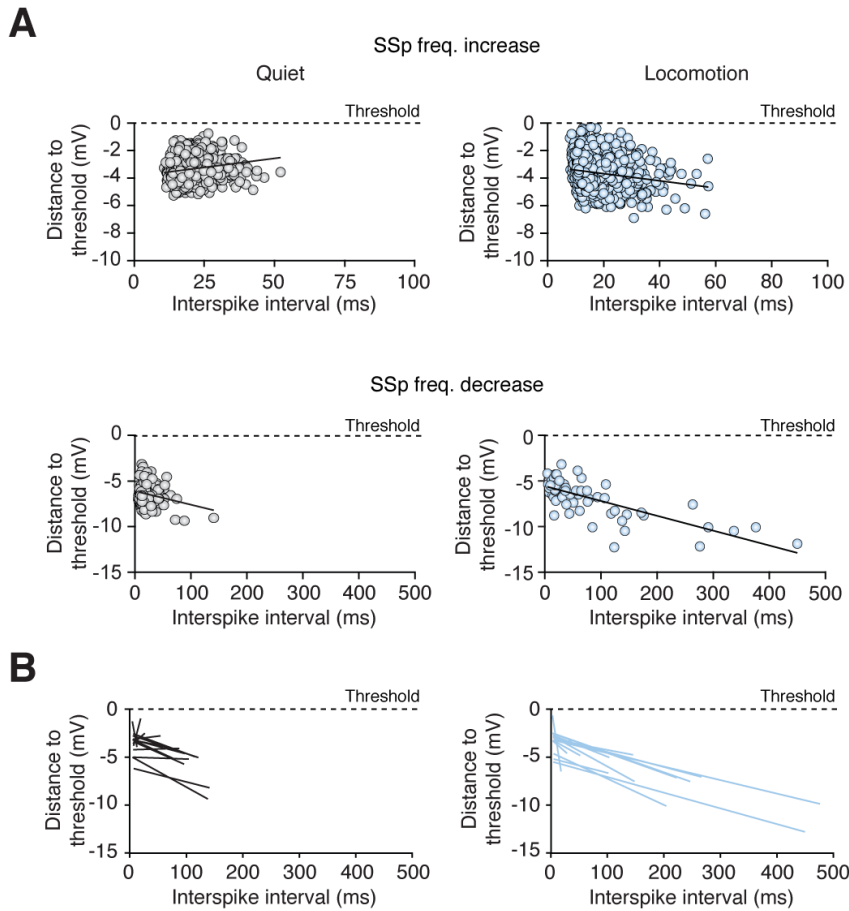 A
SSp freq. increase
Quiet
Locomotion
Threshold
Threshold
0
-2
-4
-6
-8
-10
Distance to
threshold (mV)
0 25 50 75 100
Interspike interval (ms)
0
-2
-4
-6
-8
-10
Distance to
threshold (mV)
0 20 40 60 80 100
Interspike interval (ms)
SSp freq. decrease
Threshold
Threshold
0
-5
-10
-15
Distance to
threshold (mV)
0 100 200 300 400 500
Interspike interval (ms)
0
-5
-10
-15
Distance to
threshold (mV)
0 100 200 300 400 500
Interspike interval (ms)
B
Threshold
Threshold
0
-5
-10
-15
Distance to
threshold (mV)
0 100 200 300 400 500
Interspike interval (ms)
0
-5
-10
-15
Distance to
threshold (mV)
0 100 200 300 400 500
Interspike interval (ms)